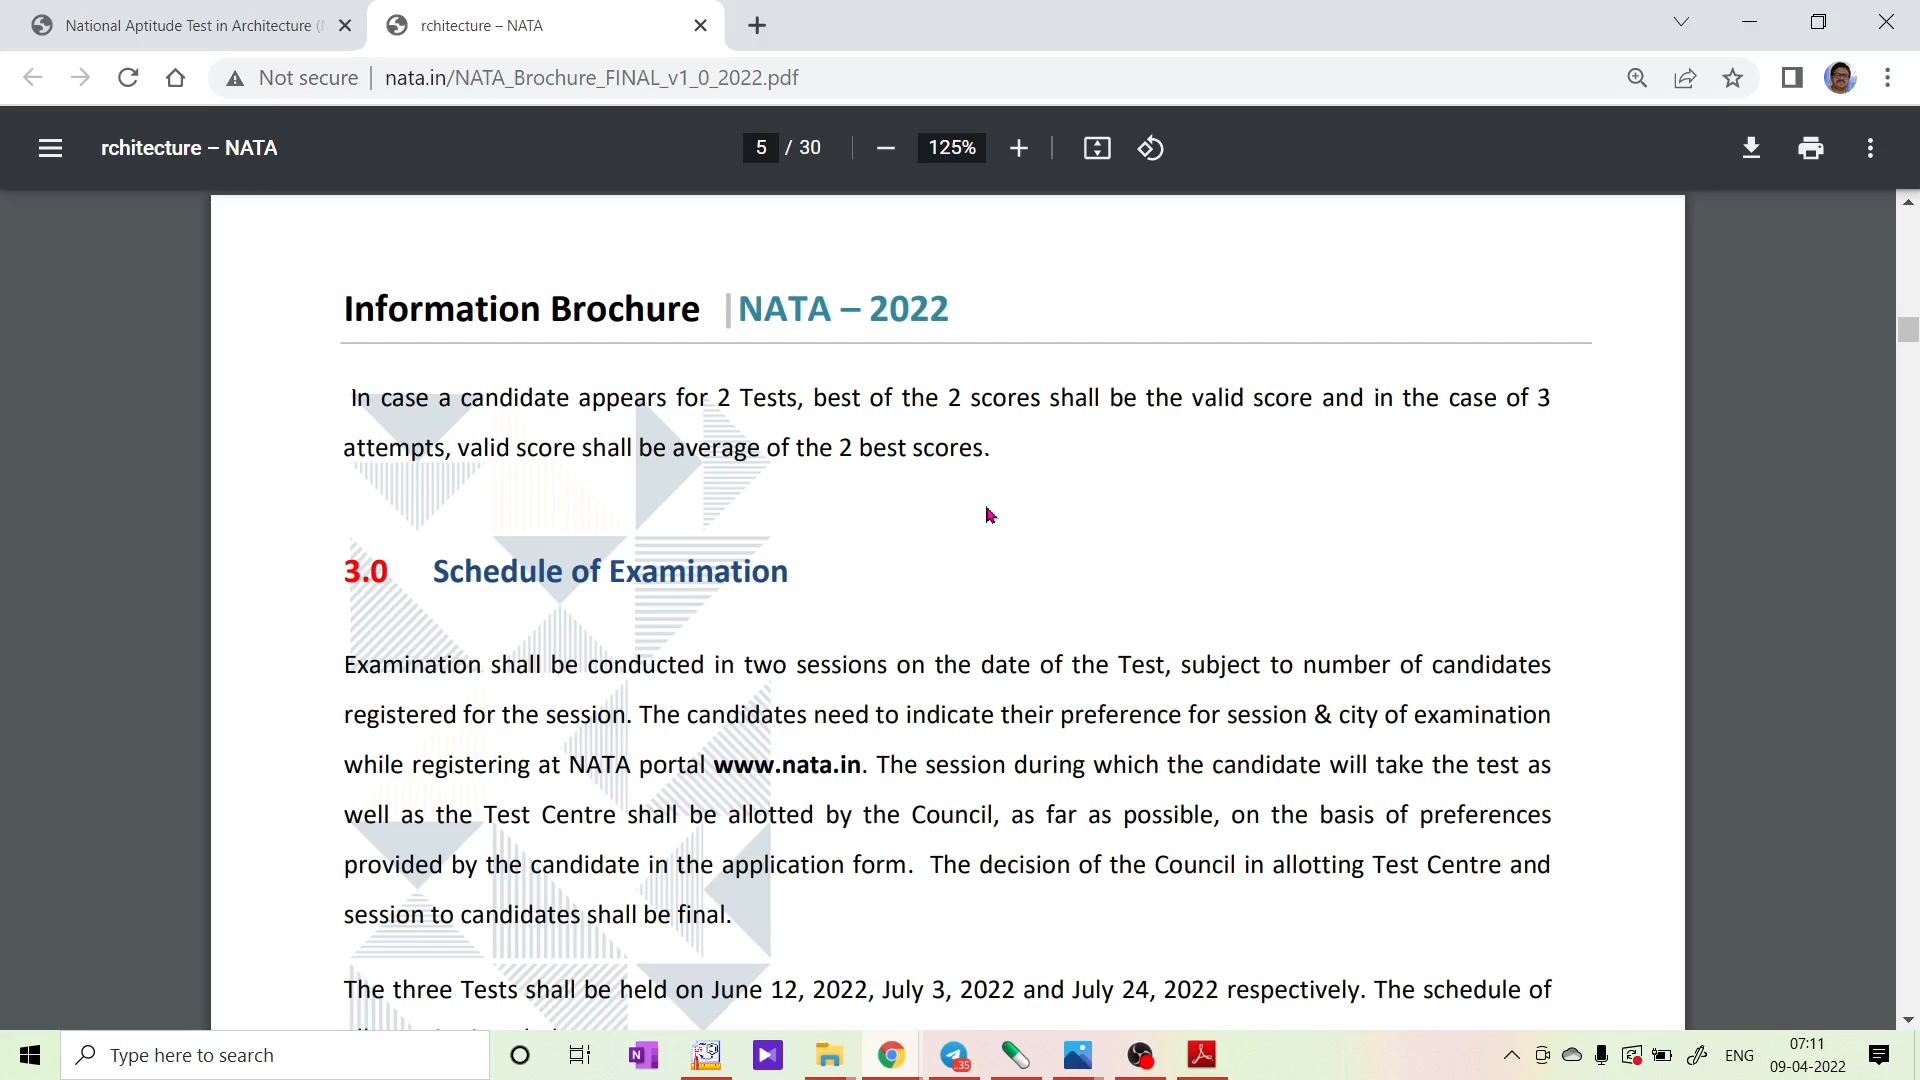 National Aptitude Test in Architecture (
rchitecture – NATA
Not secure
nata.in/NATA_Brochure_FINAL_v1_0_2022.pdf
rchitecture – NATA
5 / 30
125%
Information Brochure | NATA – 2022
In case a candidate appears for 2 Tests, best of the 2 scores shall be the valid score and in the case of 3
attempts, valid score shall be average of the 2 best scores.
3.0 Schedule of Examination
Examination shall be conducted in two sessions on the date of the Test, subject to number of candidates
registered for the session. The candidates need to indicate their preference for session & city of examination
while registering at NATA portal www.nata.in. The session during which the candidate will take the test as
well as the Test Centre shall be allotted by the Council, as far as possible, on the basis of preferences
provided by the candidate in the application form. The decision of the Council in allotting Test Centre and
session to candidates shall be final.
The three Tests shall be held on June 12, 2022, July 3, 2022 and July 24, 2022 respectively. The schedule of
Type here to search
N
35
ENG
07:11
09-04-2022